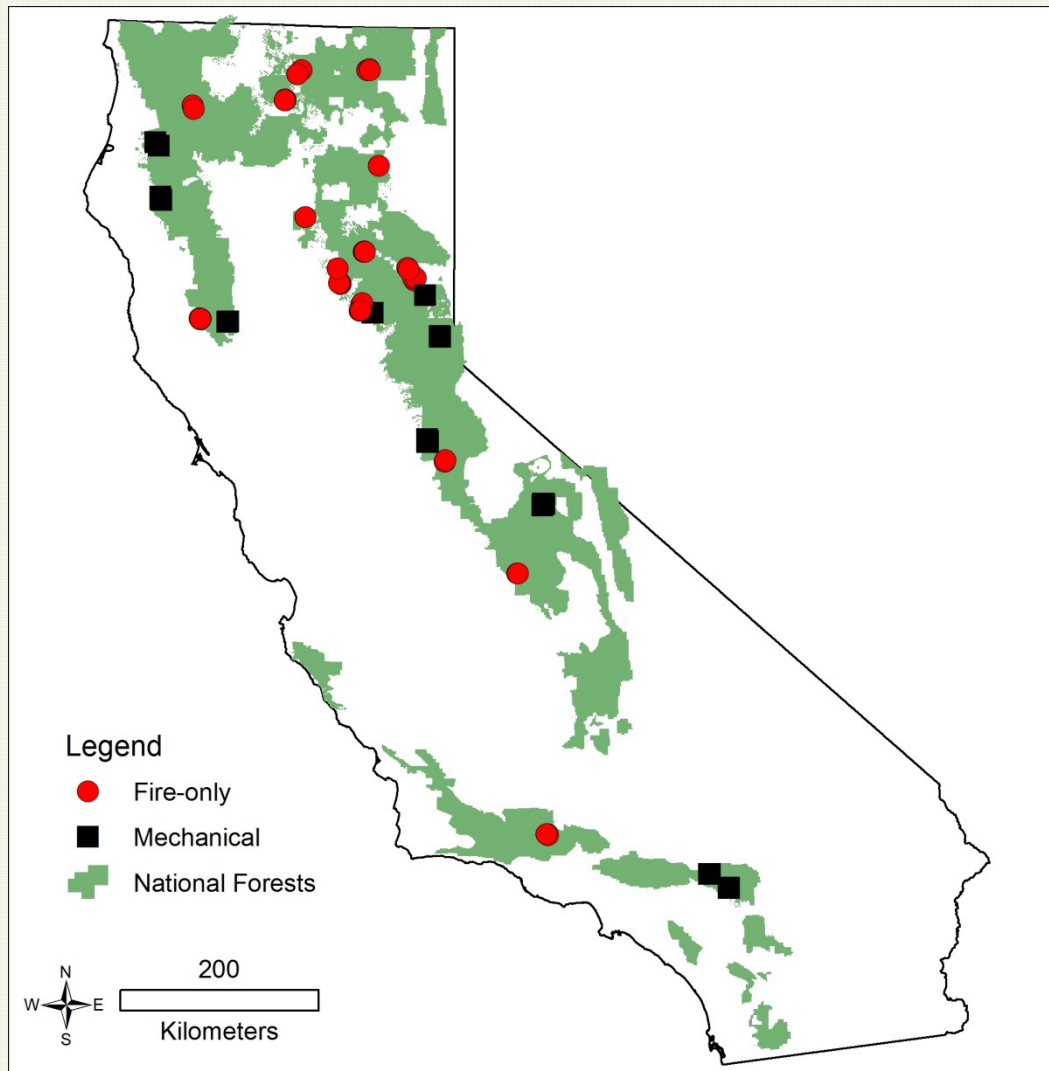 Legend
Fire-only
Mechanical
National Forests
N
W E
S
200
Kilometers